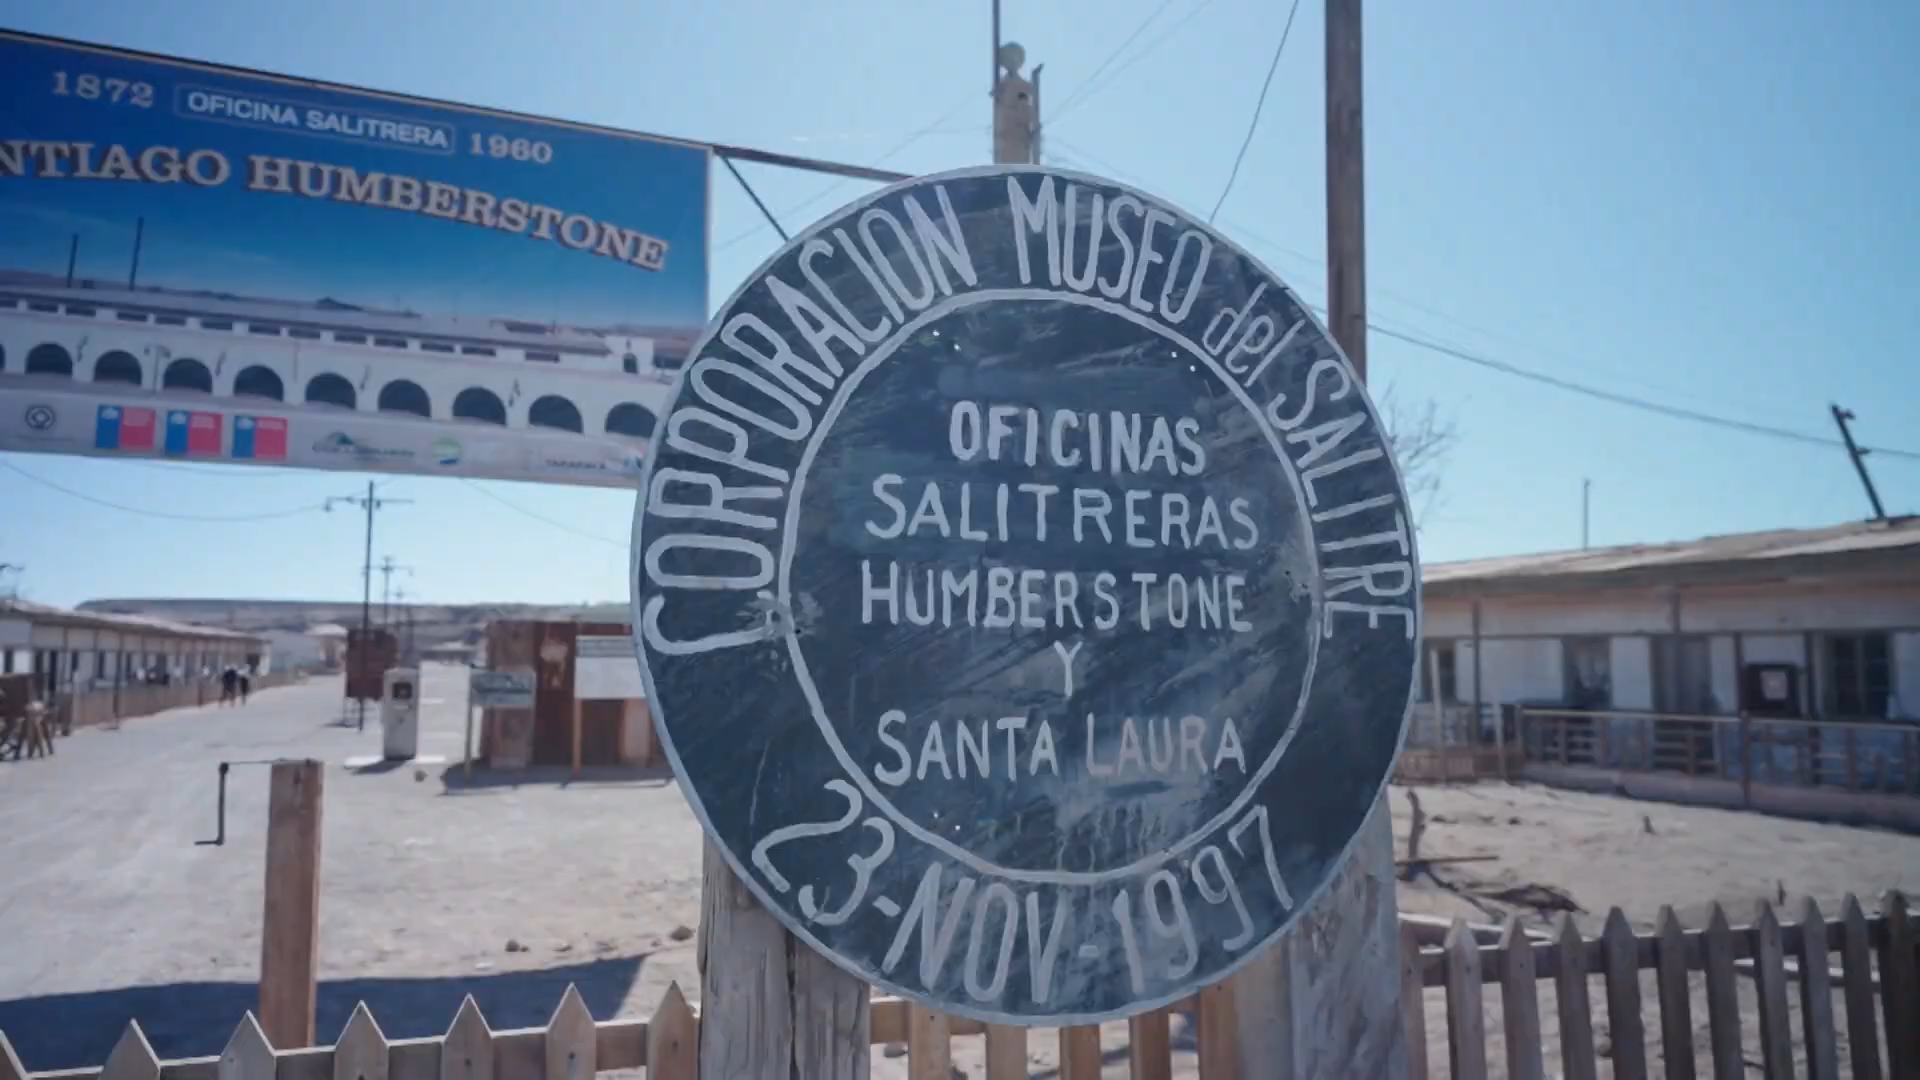 1872 OFICINA SALITRERA 1960
NTIAGO HUMBERSTONE
CORPORACION MUSEO del SALITRE
OFICINAS
SALITRERAS
HUMBERSTONE
Y
SANTA LAURA
23-NOV-1997